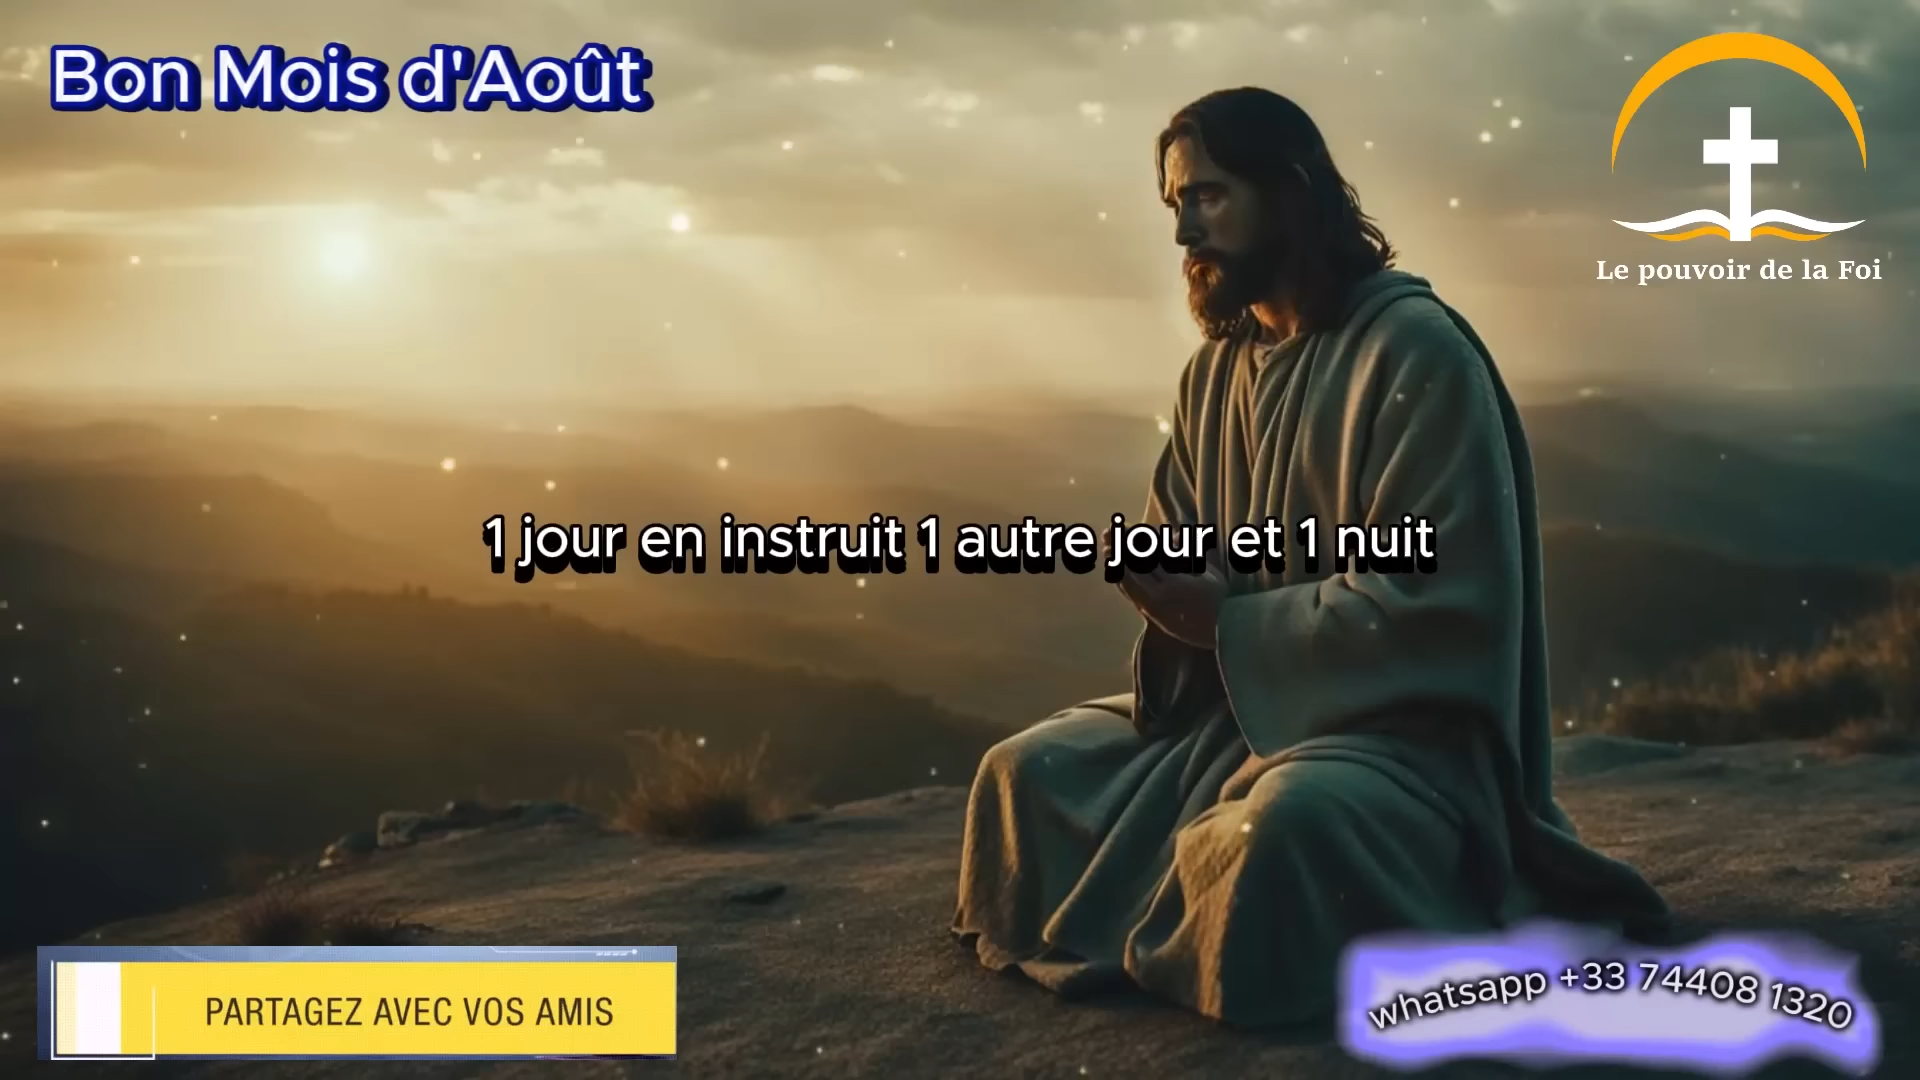 Bon Mois d'Août
Le pouvoir de la Foi
1 jour en instruit 1 autre jour et 1 nuit
PARTAGEZ AVEC VOS AMIS
whatsapp +33 74408 1320